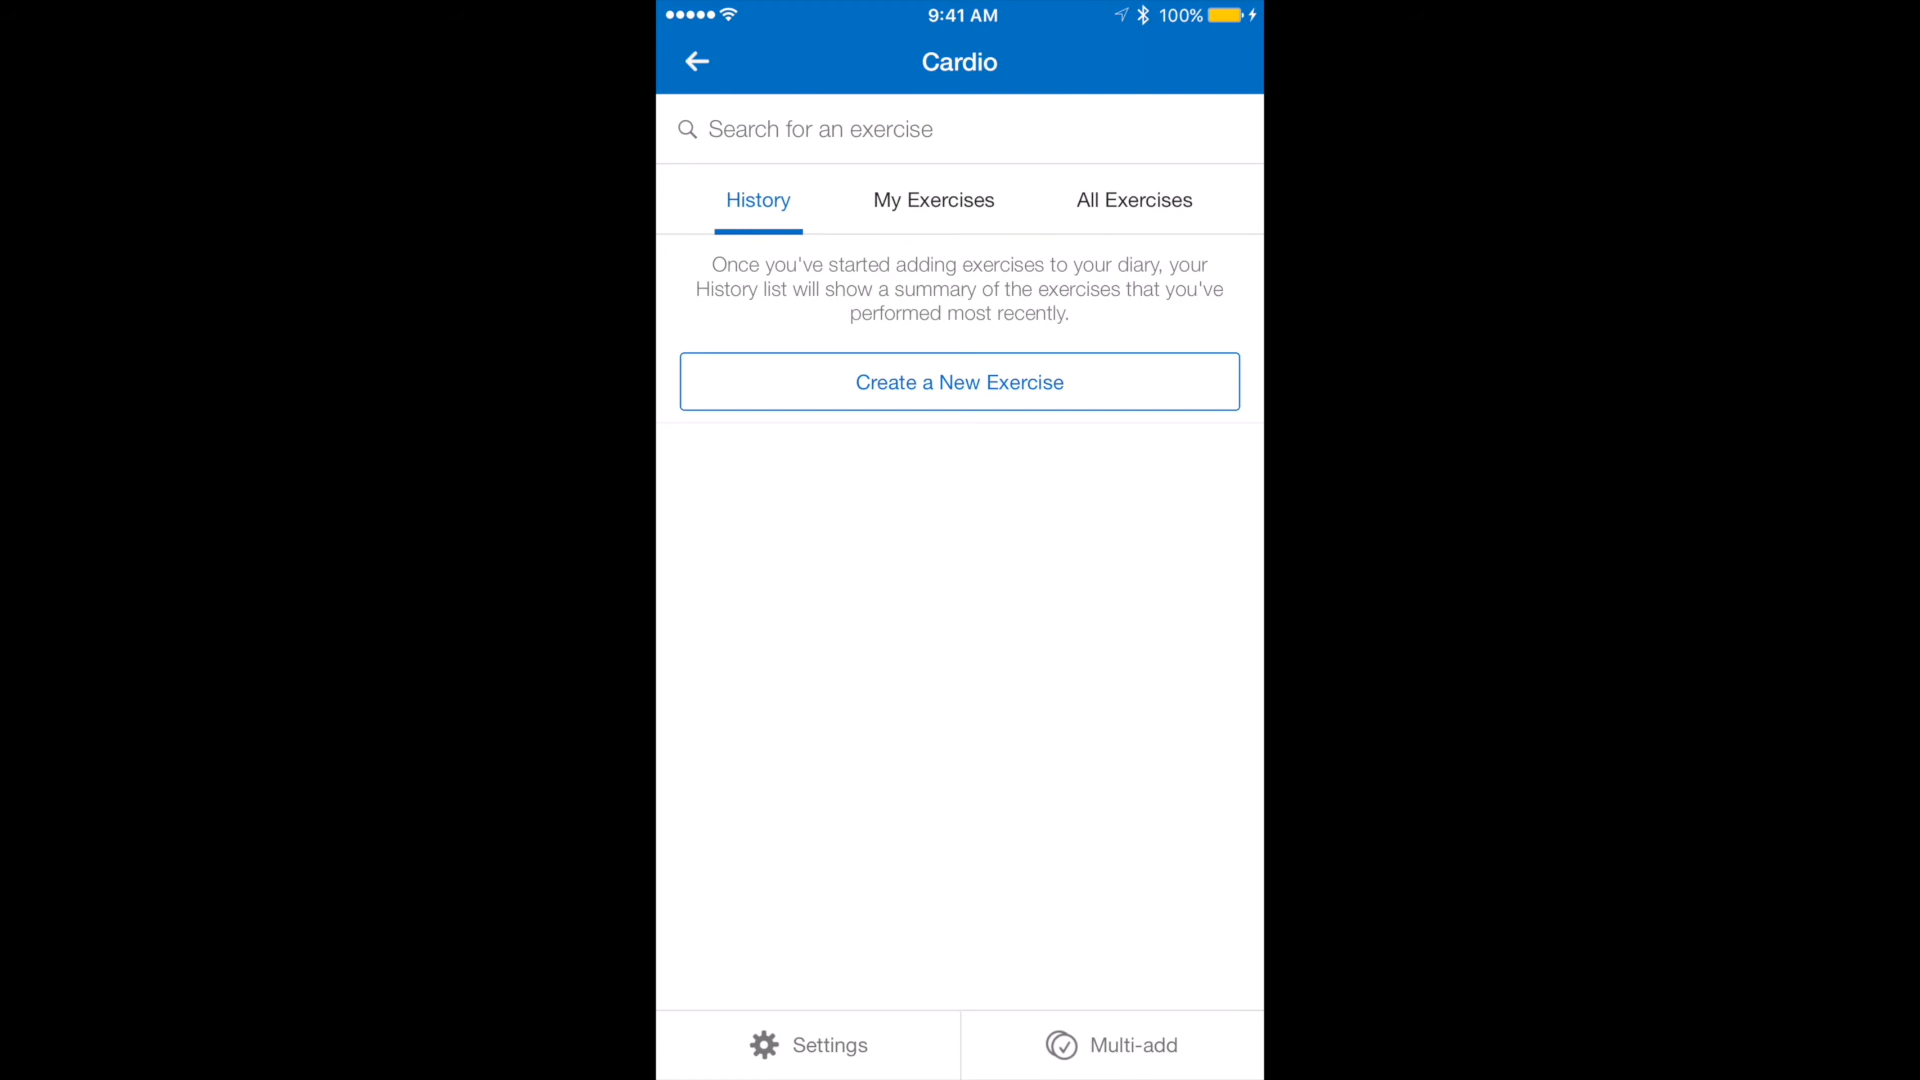 9:41 AM
100%
Cardio
Search for an exercise
History
My Exercises
All Exercises
Once you've started adding exercises to your diary, your
History list will show a summary of the exercises that you've
performed most recently.
Create a New Exercise
Settings
Multi-add